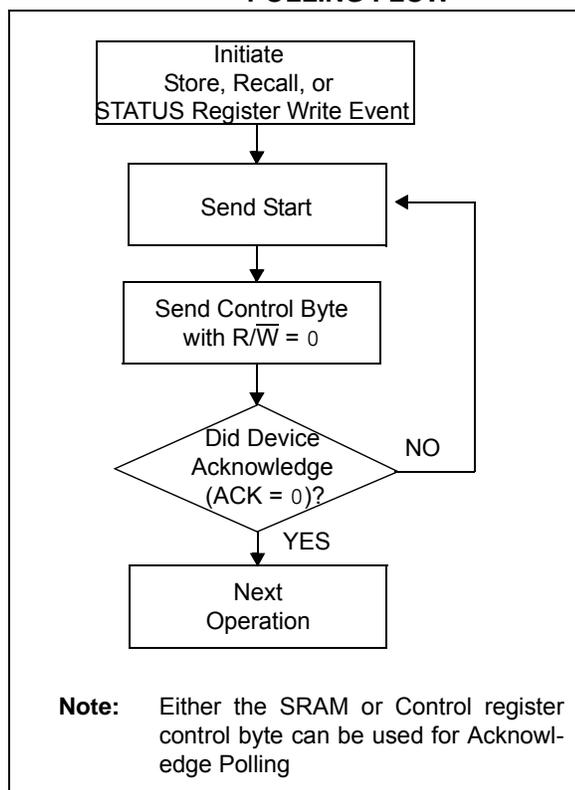 POLLING FLOW
Initiate
Store, Recall, or
STATUS Register Write Event
Send Start
Send Control Byte
with R/W̅ = 0
Did Device
Acknowledge
(ACK = 0)?
NO
YES
Next
Operation
Note: Either the SRAM or Control register
control byte can be used for Acknowl-
edge Polling